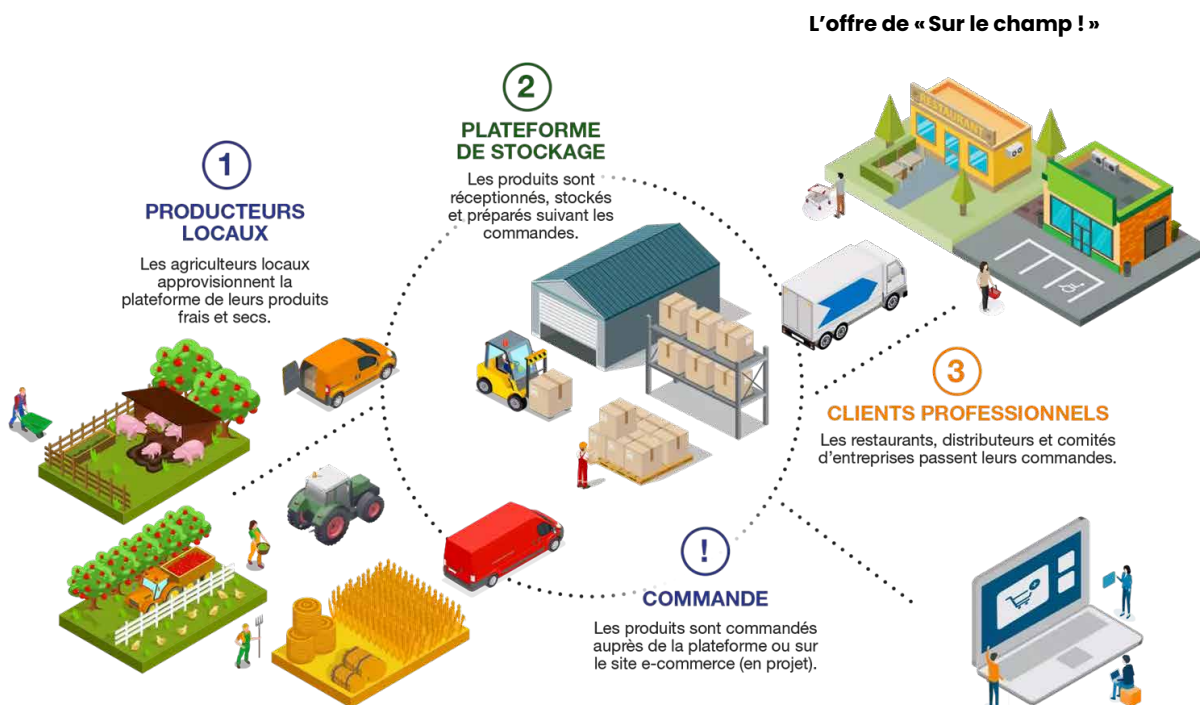 L’offre de « Sur le champ ! »
1
PRODUCTEURS
LOCAUX
Les agriculteurs locaux
approvisionnent la
plateforme de leurs produits
frais et secs.
2
PLATEFORME
DE STOCKAGE
Les produits sont
réceptionnés, stockés
et préparés suivant les
commandes.
RESTAURANT
3
CLIENTS PROFESSIONNELS
Les restaurants, distributeurs et comités
d’entreprises passent leurs commandes.
!
COMMANDE
Les produits sont commandés
auprès de la plateforme ou sur
le site e-commerce (en projet).